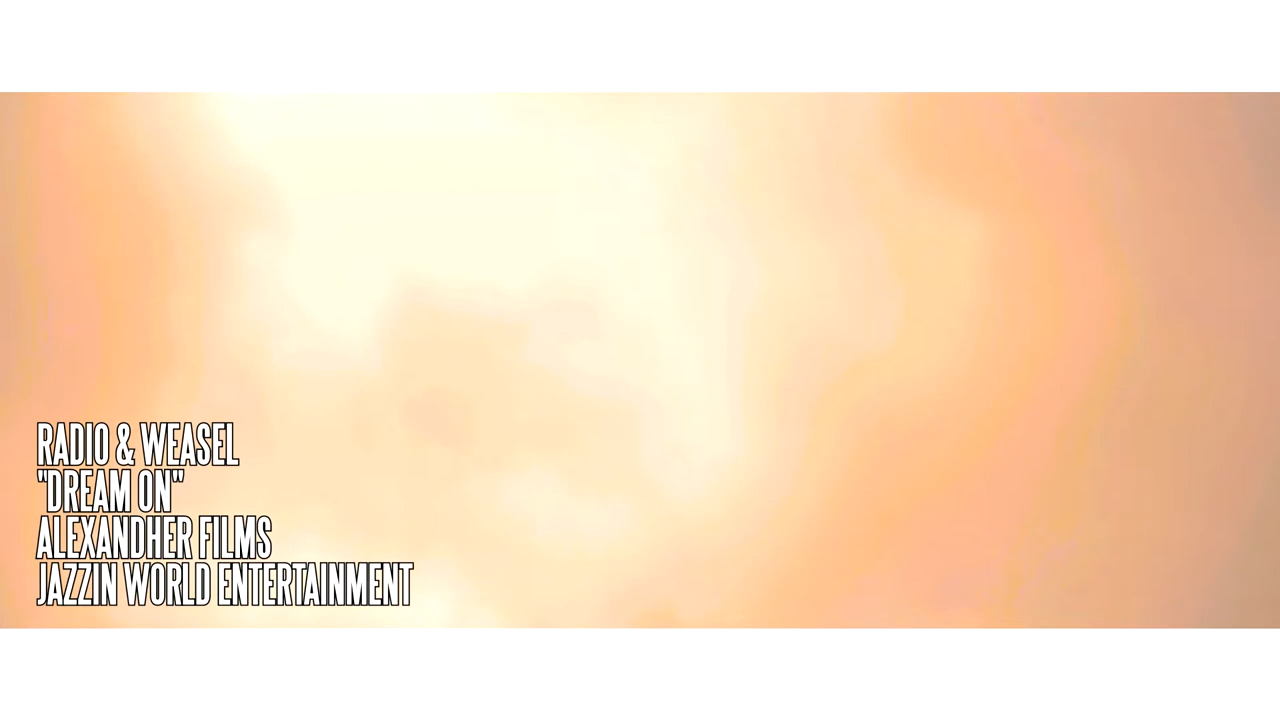 RADIO & WEASEL
"DREAM ON"
ALEXANDHER FILMS
JAZZIN WORLD ENTERTAINMENT